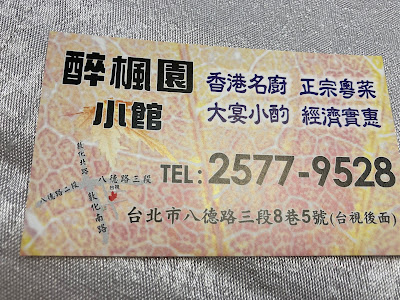 醉楓園
小館
香港名廚 正宗粵菜
大宴小酌 經濟實惠
TEL:2577-9528
敦化北路
八德路三段
八德路二段
台視
敦化南路
台北市八德路三段8巷5號(台視後面)